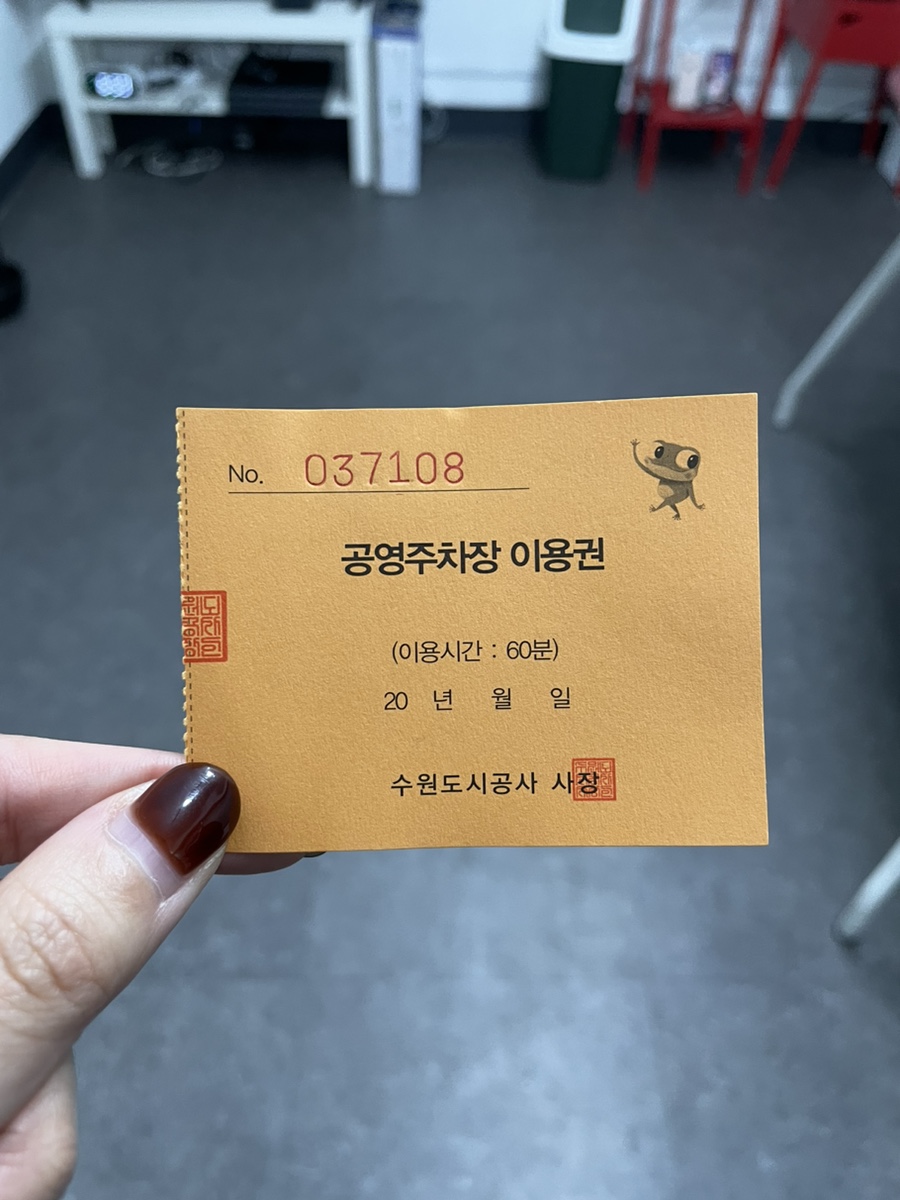 No. 037108
공영주차장 이용권
(이용시간 : 60분)
20 년 월 일
수원도시공사 사장